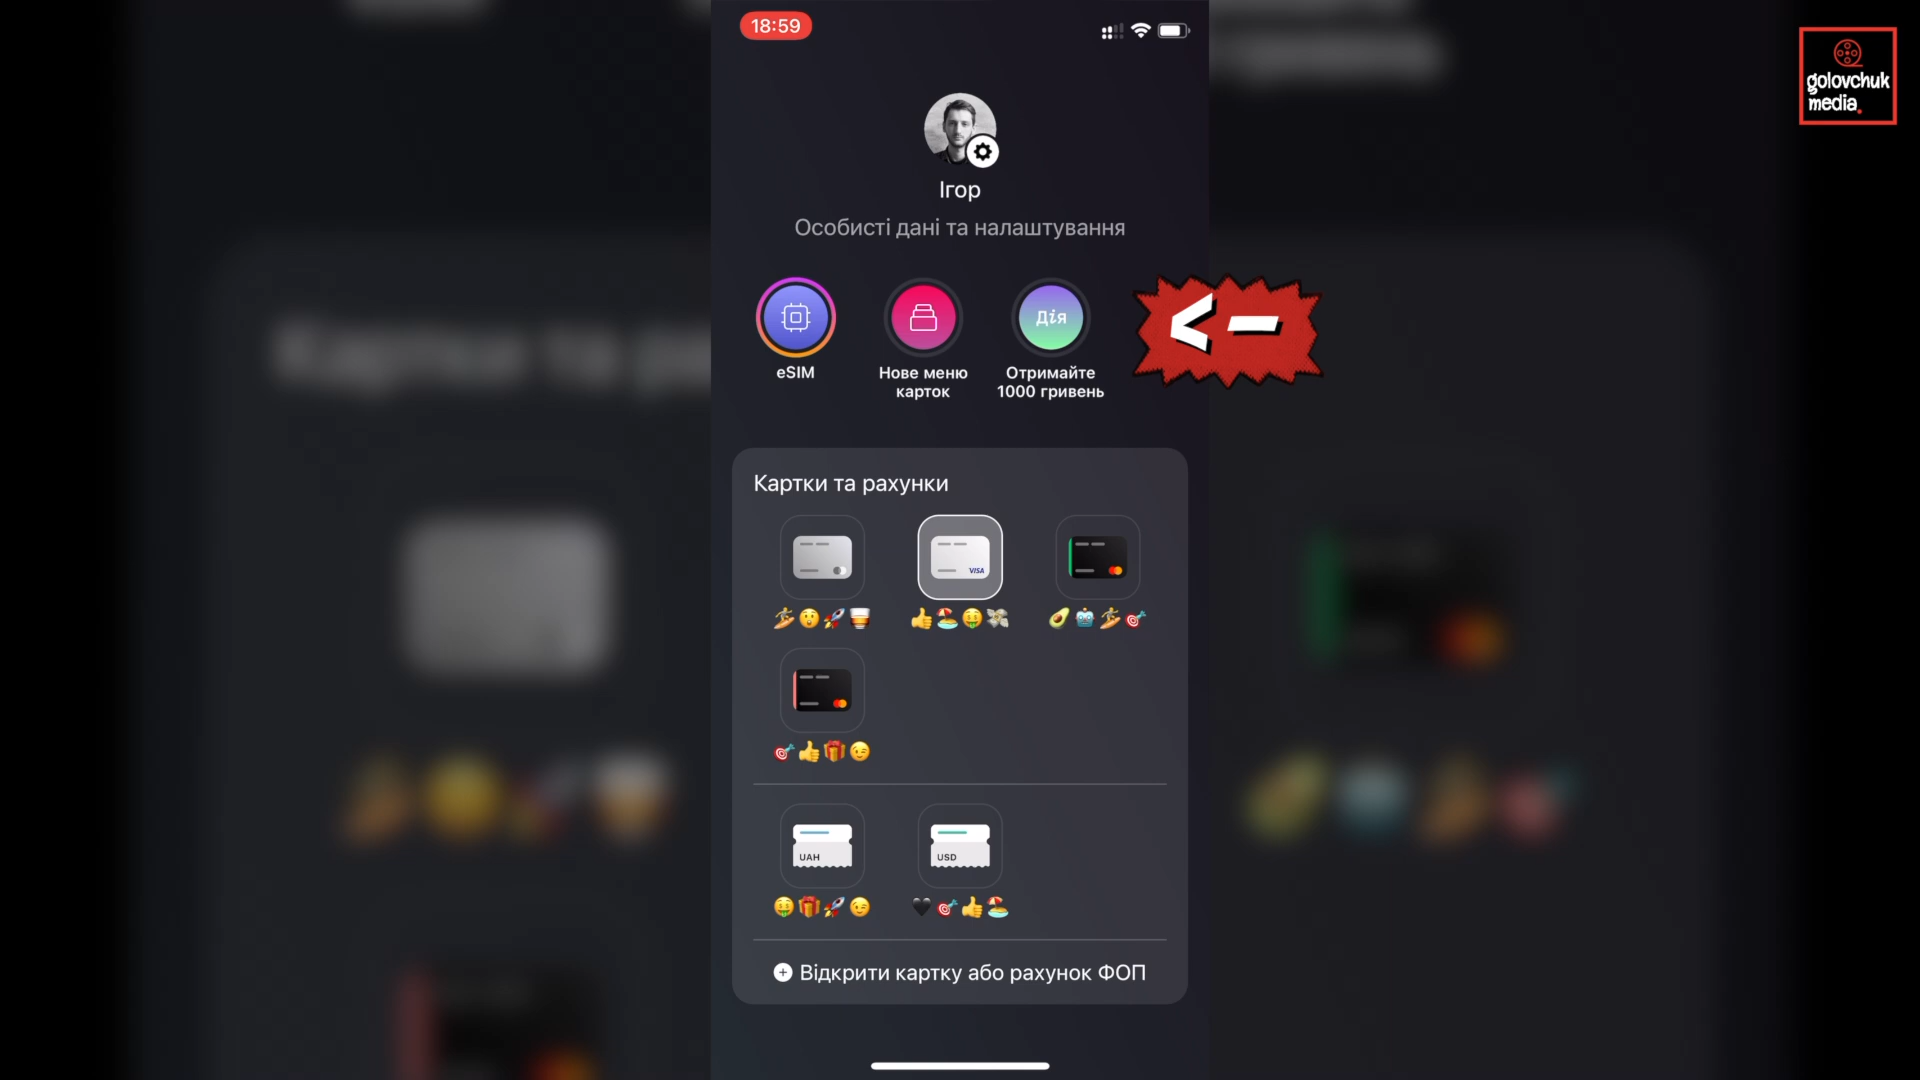 18:59
golovchuk
media.
Ігор
Особисті дані та налаштування
<-
Дія
eSIM
Нове меню
карток
Отримайте
1000 гривень
Картки та рахунки
VISA
UAH
USD
Відкрити картку або рахунок ФОП